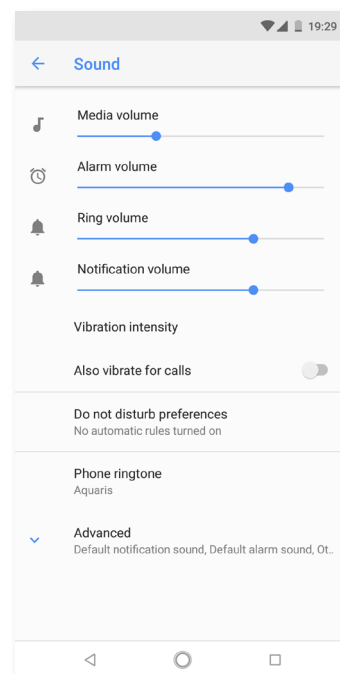 19:29
Sound
Media volume
Alarm volume
Ring volume
Notification volume
Vibration intensity
Also vibrate for calls
Do not disturb preferences
No automatic rules turned on
Phone ringtone
Aquaris
Advanced
Default notification sound, Default alarm sound, Ot..